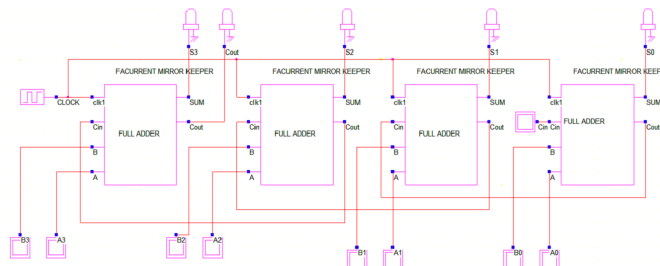 S3 Cout S2 S1 S0
FACURRENT MIRROR KEEPER FACURRENT MIRROR KEEPER FACURRENT MIRROR KEEPER FACURRENT MIRROR KEEP
CLOCK clk1 SUM clk1 SUM clk1 SUM clk1 SUM
Cin Cout Cin Cout Cin Cout Cin Cin Cout
FULL ADDER FULL ADDER FULL ADDER FULL ADDER
B B B B
A A A A
B3 A3 B2 A2 B1 A1 B0 A0